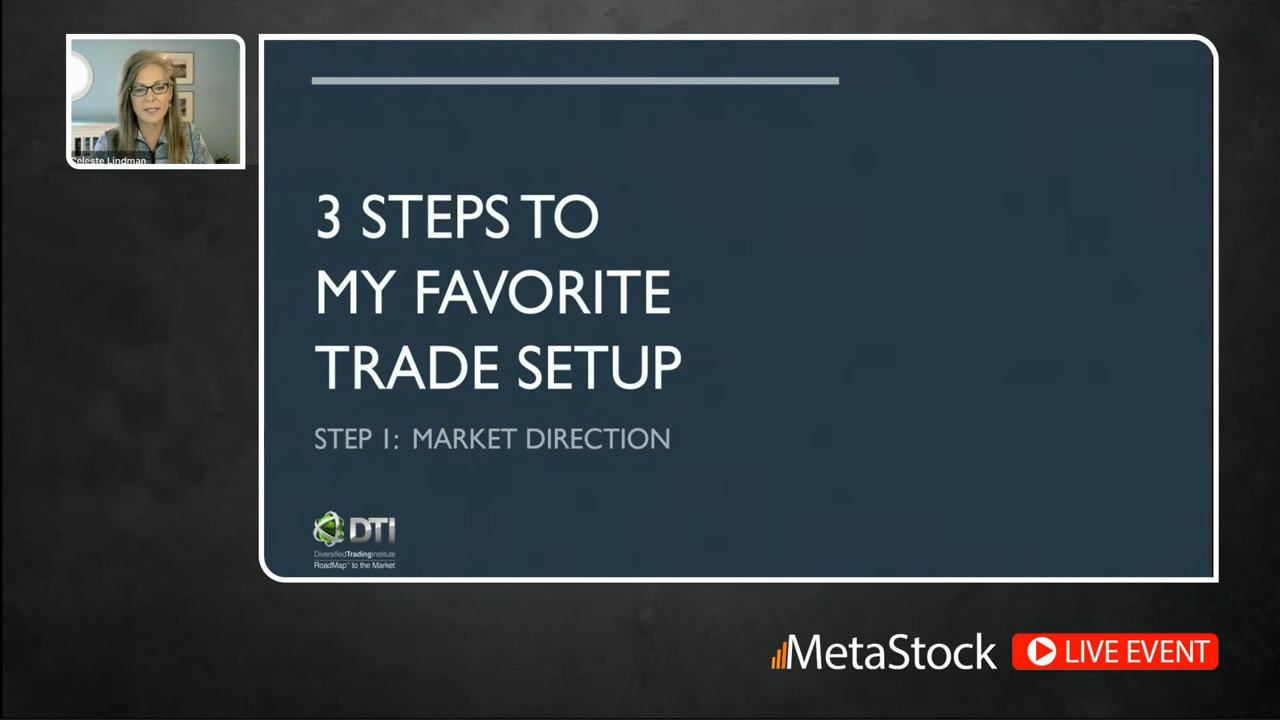 Celeste Lindman
3 STEPS TO
MY FAVORITE
TRADE SETUP
STEP 1: MARKET DIRECTION
DTI
DiversifiedTradingInstitute
RoadMap™ to the Market
MetaStock
LIVE EVENT